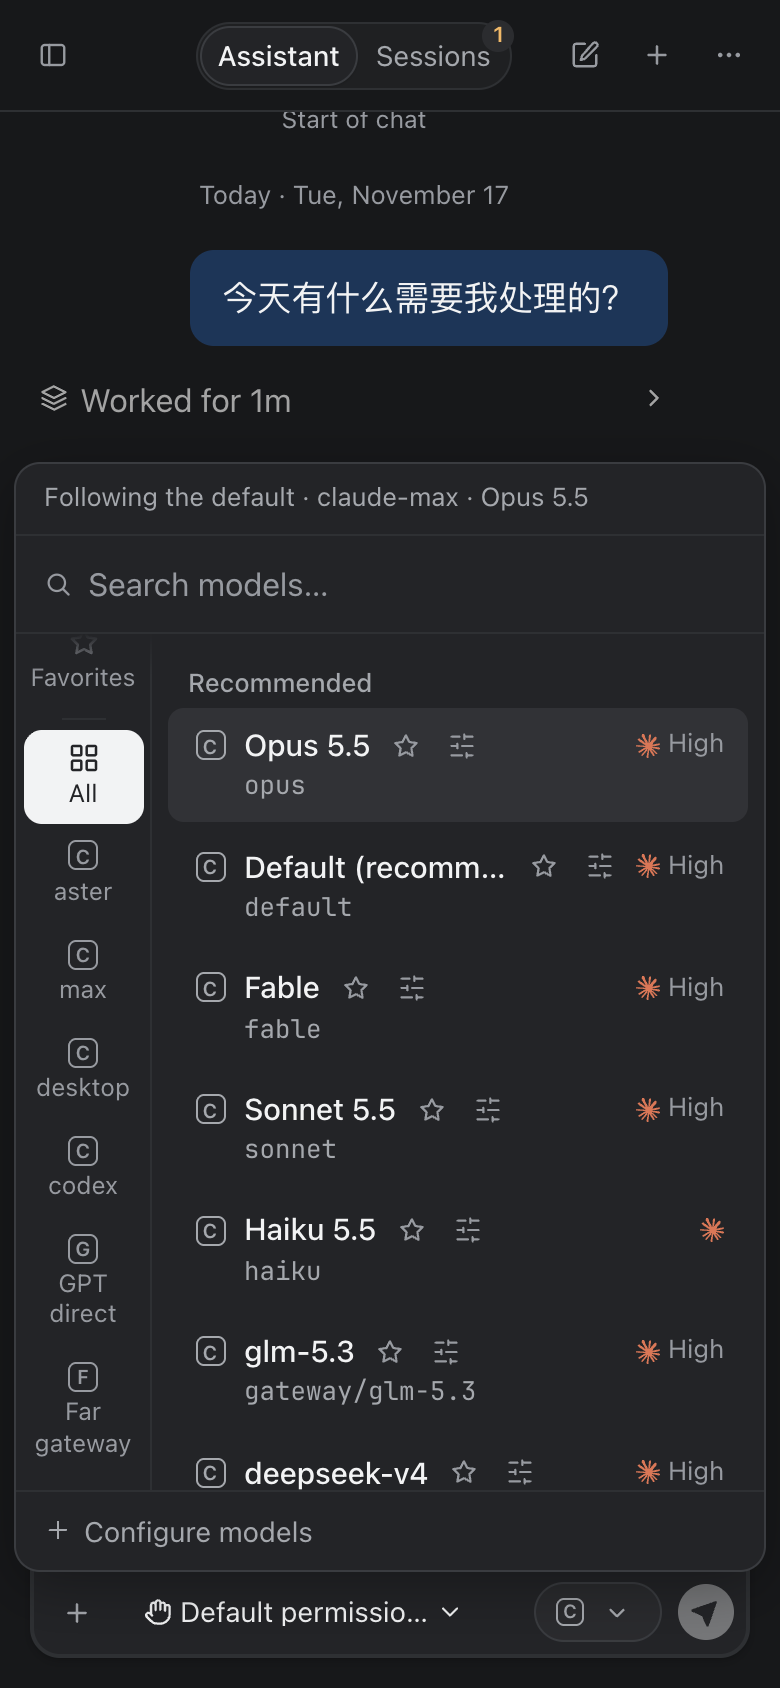 Assistant
Sessions
1
Start of chat
Today · Tue, November 17
今天有什么需要我处理的?
Worked for 1m
Following the default · claude-max · Opus 5.5
Search models...
Favorites
All
C
aster
C
max
C
desktop
C
codex
G
GPT
direct
F
Far
gateway
Recommended
C Opus 5.5 High
opus
C Default (recomm... High
default
C Fable High
fable
C Sonnet 5.5 High
sonnet
C Haiku 5.5
haiku
C glm-5.3 High
gateway/glm-5.3
C deepseek-v4 High
+ Configure models
Default permissio...
C